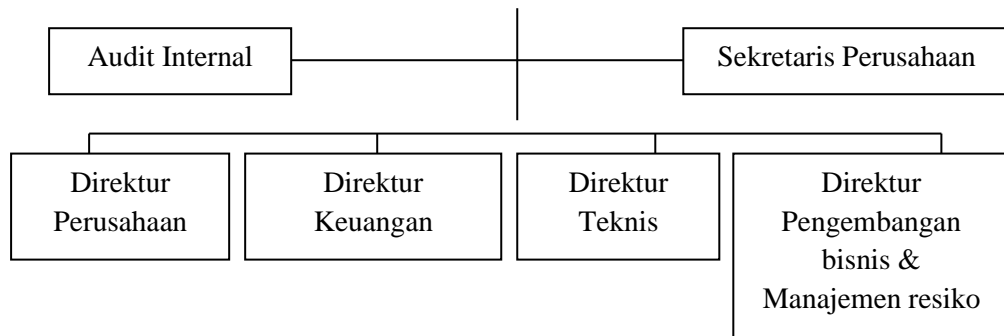 Audit Internal
Sekretaris Perusahaan
Direktur
Perusahaan
Direktur
Keuangan
Direktur
Teknis
Direktur
Pengembangan
bisnis &
Manajemen resiko